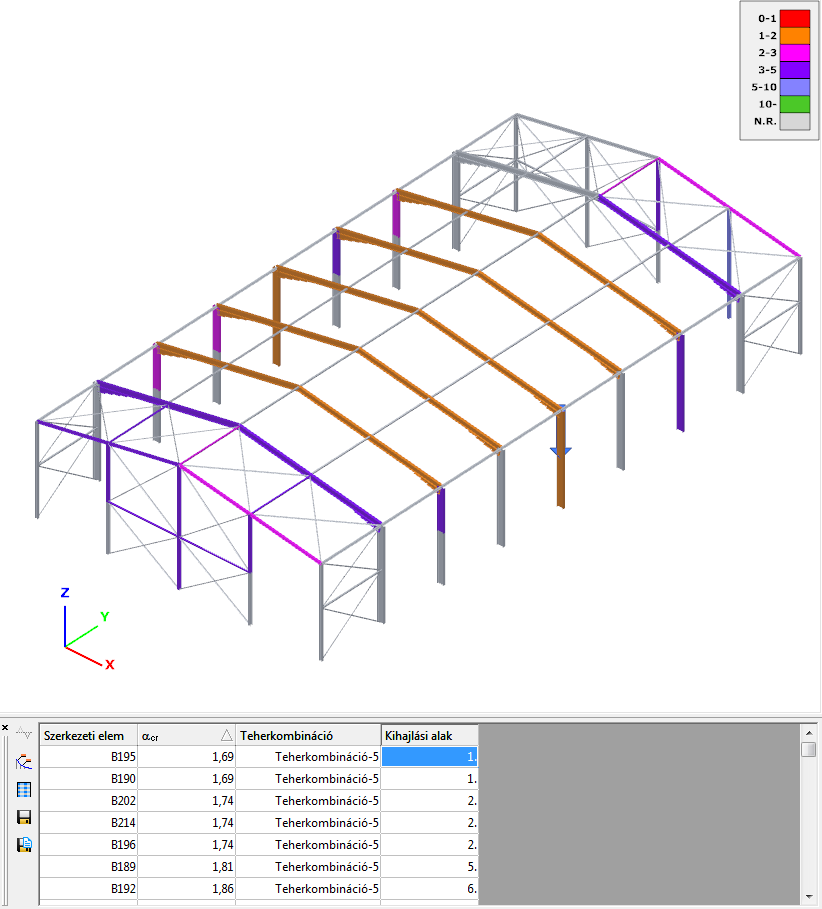 0-1
1-2
2-3
3-5
5-10
10-
N.R.
Z
Y
X
Szerkezeti elem αcr Teherkombináció Kihajlási alak
B195 1,69 Teherkombináció-5 1.
B190 1,69 Teherkombináció-5 1.
B202 1,74 Teherkombináció-5 2.
B214 1,74 Teherkombináció-5 2.
B196 1,74 Teherkombináció-5 2.
B189 1,81 Teherkombináció-5 5.
B192 1,86 Teherkombináció-5 6.